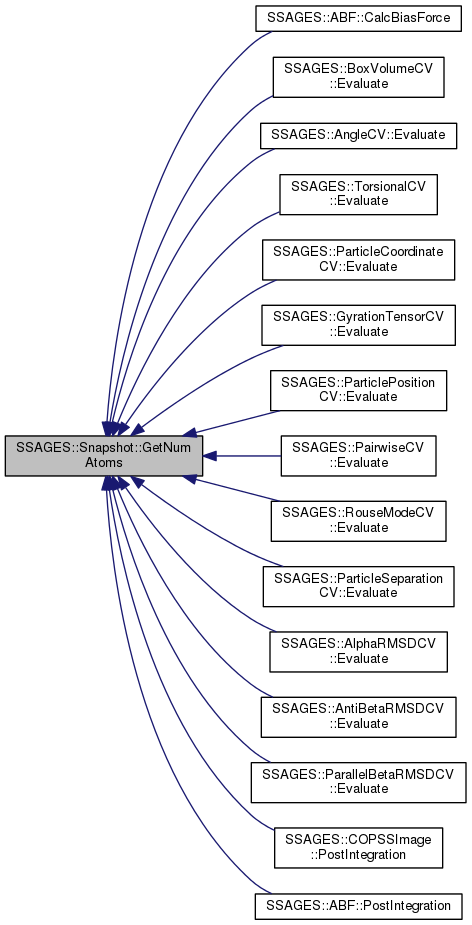 SSAGES::ABF::CalcBiasForce
SSAGES::BoxVolumeCV
::Evaluate
SSAGES::AngleCV::Evaluate
SSAGES::TorsionalCV
::Evaluate
SSAGES::ParticleCoordinate
CV::Evaluate
SSAGES::GyrationTensorCV
::Evaluate
SSAGES::ParticlePosition
CV::Evaluate
SSAGES::Snapshot::GetNum
Atoms
SSAGES::PairwiseCV
::Evaluate
SSAGES::RouseModeCV
::Evaluate
SSAGES::ParticleSeparation
CV::Evaluate
SSAGES::AlphaRMSDCV
::Evaluate
SSAGES::AntiBetaRMSDCV
::Evaluate
SSAGES::ParallelBetaRMSDCV
::Evaluate
SSAGES::COPSSImage
::PostIntegration
SSAGES::ABF::PostIntegration